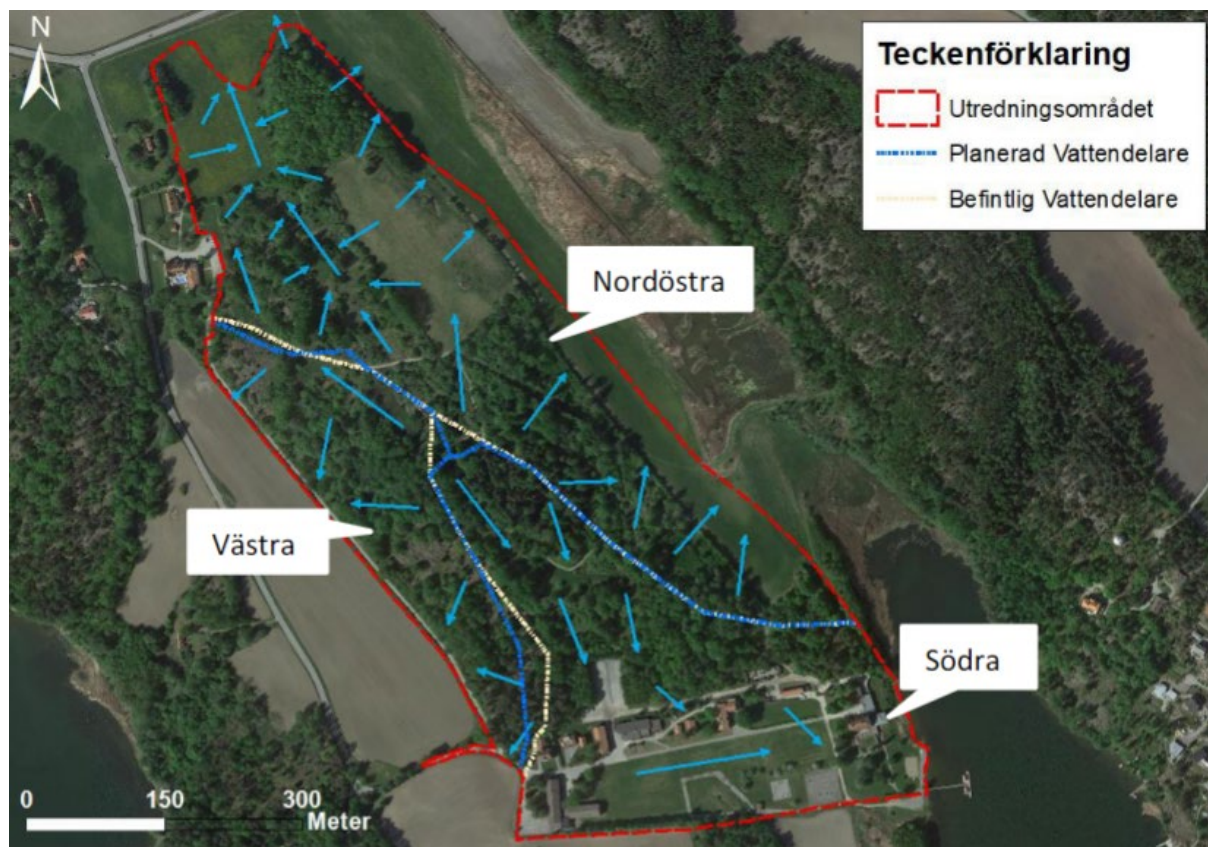 N
Teckenförklaring
Utredningsområdet
Planerad Vattendelare
Befintlig Vattendelare
Nordöstra
Västra
Södra
0 150 300
Meter